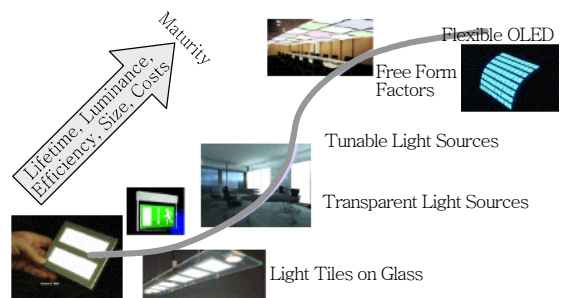 Flexible OLED
Free Form
Factors
Maturity
Lifetime, Luminance,
Efficiency, Size, Costs
Tunable Light Sources
Transparent Light Sources
Light Tiles on Glass